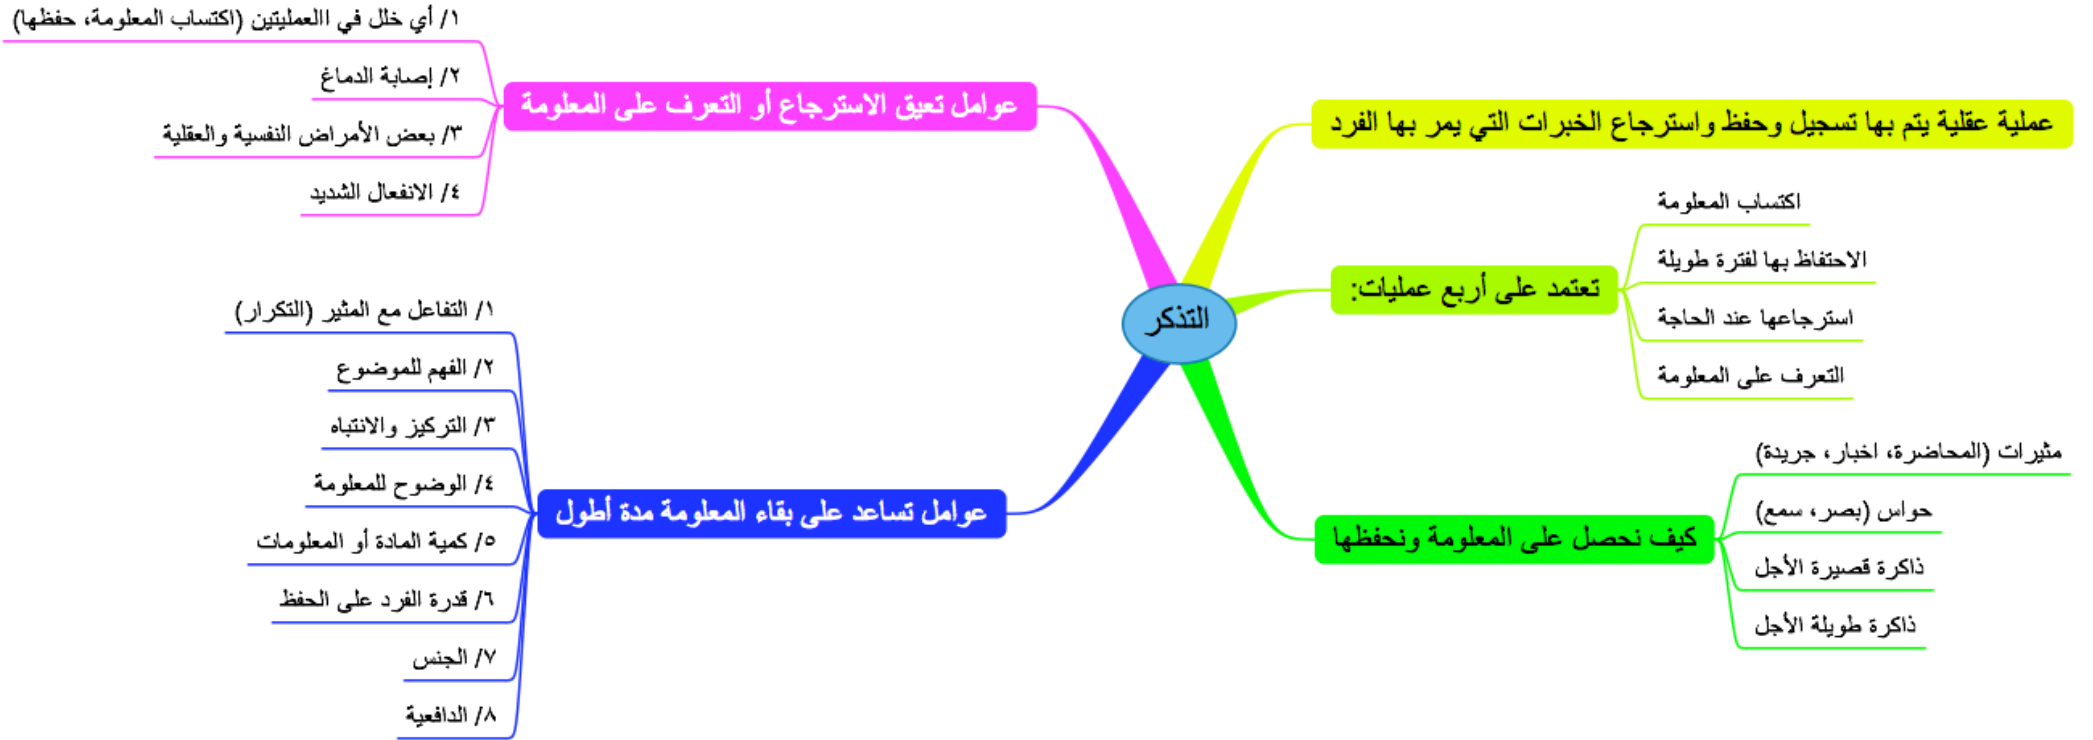 التذكر
عملية عقلية يتم بها تسجيل وحفظ واسترجاع الخبرات التي يمر بها الفرد
تعتمد على أربع عمليات:
اكتساب المعلومة
الاحتفاظ بها لفترة طويلة
استرجاعها عند الحاجة
التعرف على المعلومة
كيف نحصل على المعلومة ونحفظها
مثيرات (المحاضرة، اخبار، جريدة)
حواس (بصر، سمع)
ذاكرة قصيرة الأجل
ذاكرة طويلة الأجل
عوامل تعيق الاسترجاع أو التعرف على المعلومة
١/ أي خلل في االعمليتين (اكتساب المعلومة، حفظها)
٢/ إصابة الدماغ
٣/ بعض الأمراض النفسية والعقلية
٤/ الانفعال الشديد
عوامل تساعد على بقاء المعلومة مدة أطول
١/ التفاعل مع المثير (التكرار)
٢/ الفهم للموضوع
٣/ التركيز والانتباه
٤/ الوضوح للمعلومة
٥/ كمية المادة أو المعلومات
٦/ قدرة الفرد على الحفظ
٧/ الجنس
٨/ الدافعية